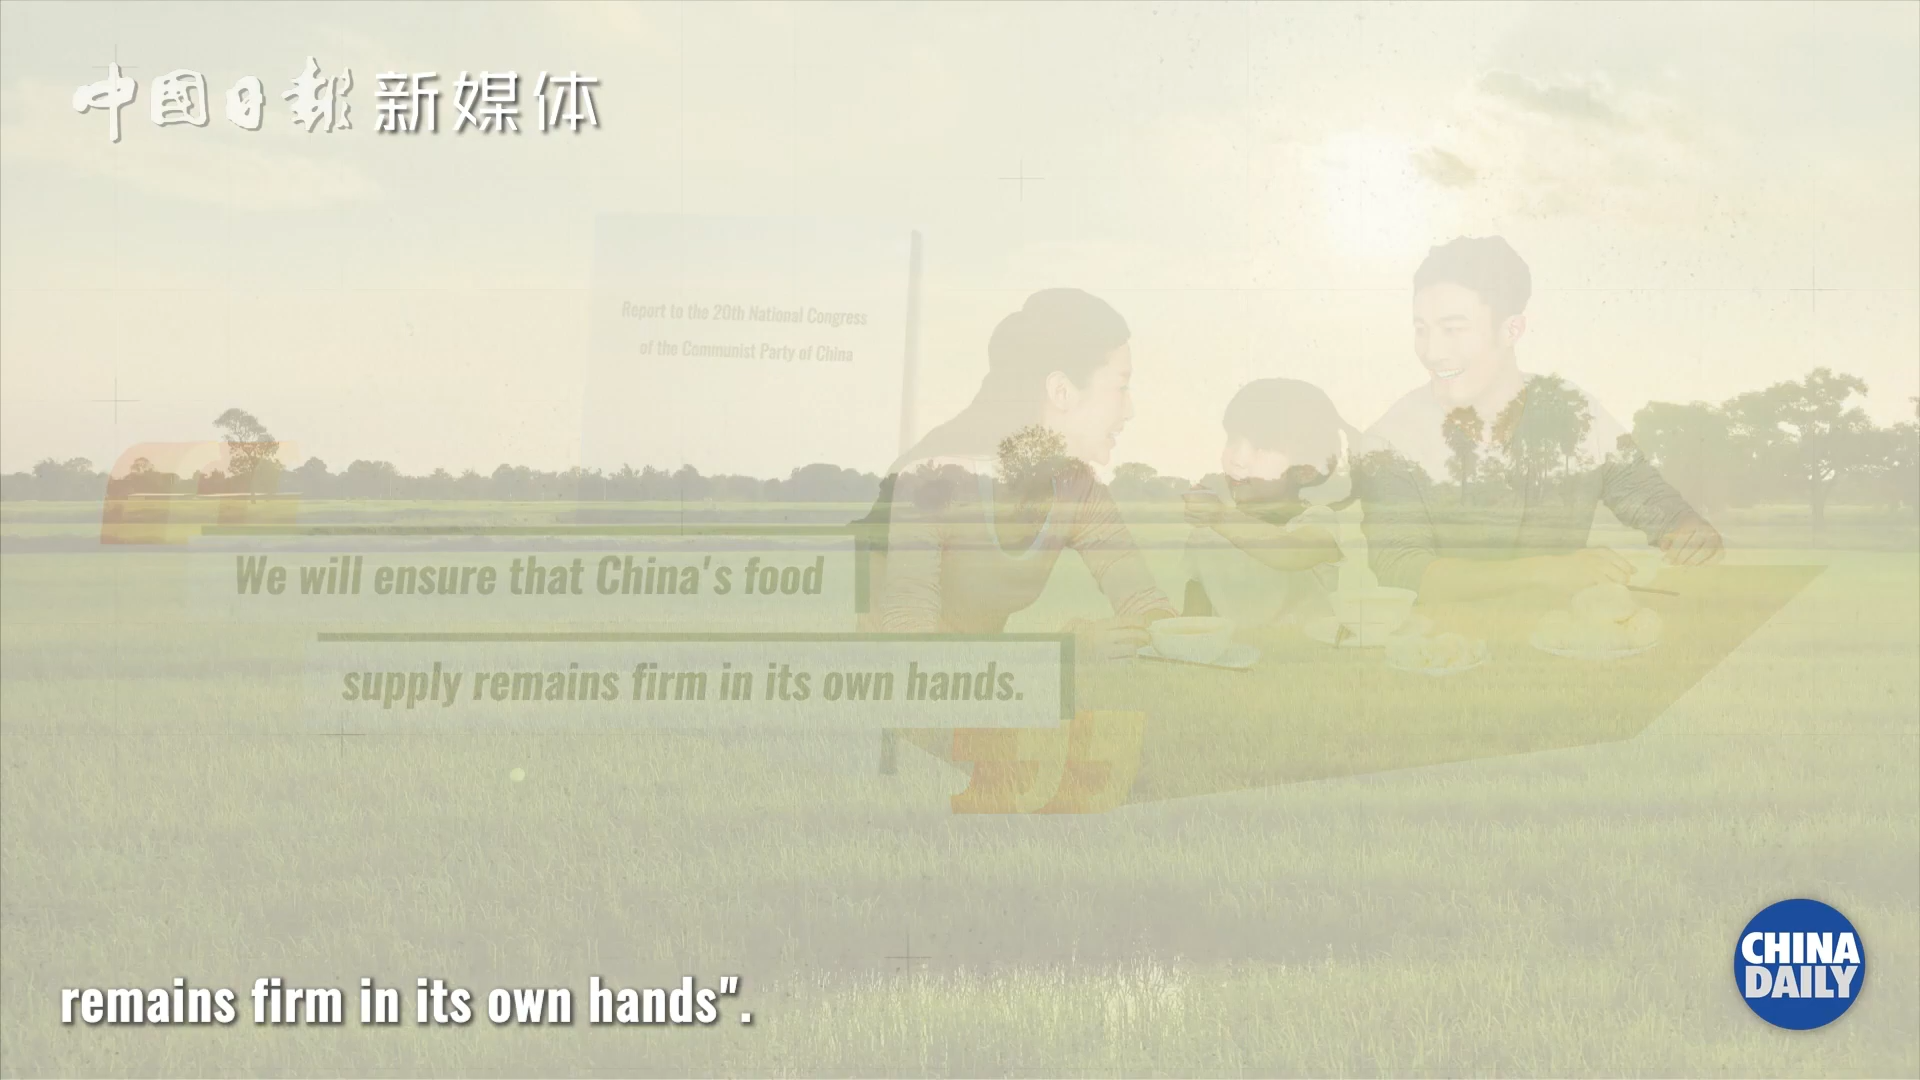 中國日報 新媒体
Report to the 20th National Congress
of the Communist Party of China
We will ensure that China's food
supply remains firm in its own hands.
remains firm in its own hands".
CHINA
DAILY